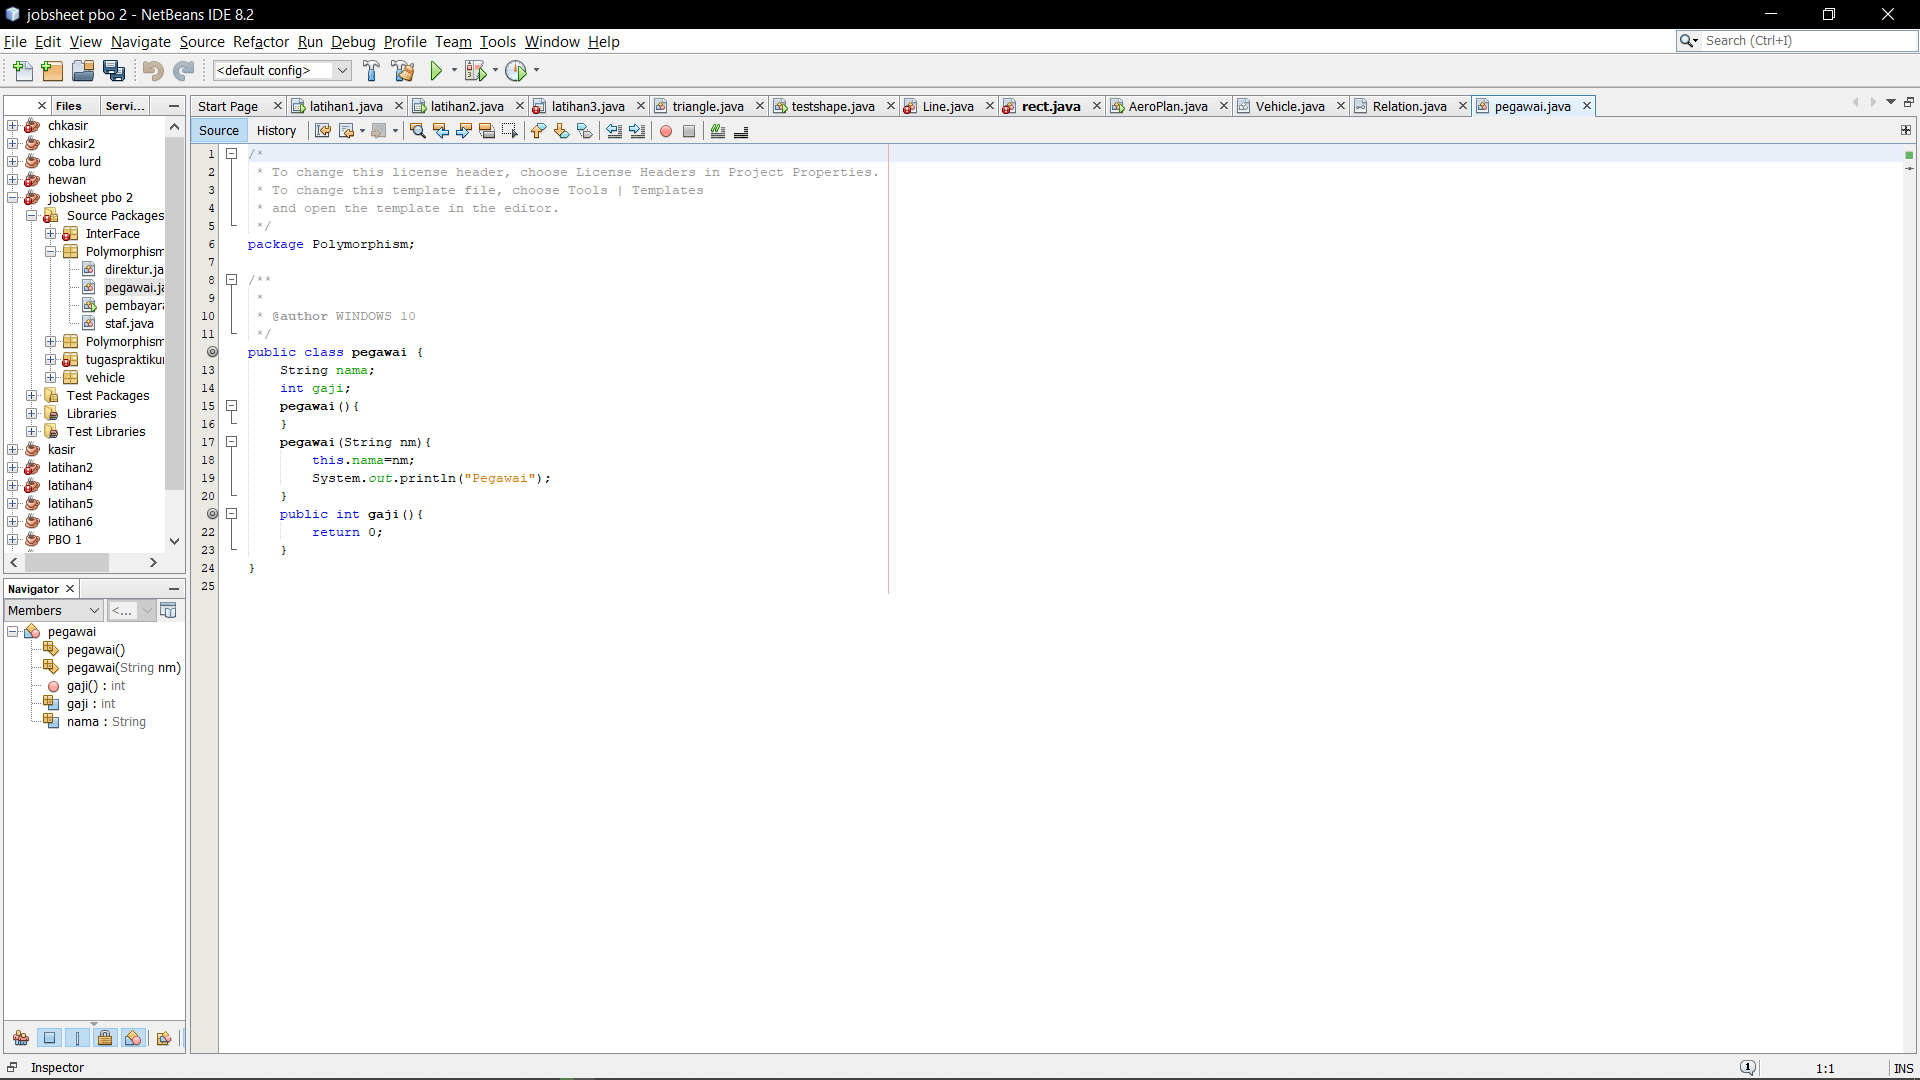 jobsheet pbo 2 - NetBeans IDE 8.2
File Edit View Navigate Source Refactor Run Debug Profile Team Tools Window Help
Search (Ctrl+I)
<default config>
Files Servi...
Start Page latihan1.java latihan2.java latihan3.java triangle.java testshape.java Line.java rect.java AeroPlan.java Vehicle.java Relation.java pegawai.java
Source History
chkasir
chkasir2
coba lurd
hewan
jobsheet pbo 2
Source Packages
InterFace
Polymorphism
direktur.ja
pegawai.ja
pembayara
staf.java
Polymorphism
tugaspraktiku
vehicle
Test Packages
Libraries
Test Libraries
kasir
latihan2
latihan4
latihan5
latihan6
PBO 1
Navigator
Members <...
pegawai
pegawai()
pegawai(String nm)
gaji() : int
gaji : int
nama : String
1 /*
2 * To change this license header, choose License Headers in Project Properties.
3 * To change this template file, choose Tools | Templates
4 * and open the template in the editor.
5 */
6 package Polymorphism;
7
8 /**
9 *
10 * @author WINDOWS 10
11 */
public class pegawai {
13 String nama;
14 int gaji;
15 pegawai(){
16 }
17 pegawai(String nm){
18 this.nama=nm;
19 System.out.println("Pegawai");
20 }
public int gaji(){
22 return 0;
23 }
24 }
25
Inspector
1
1:1
INS